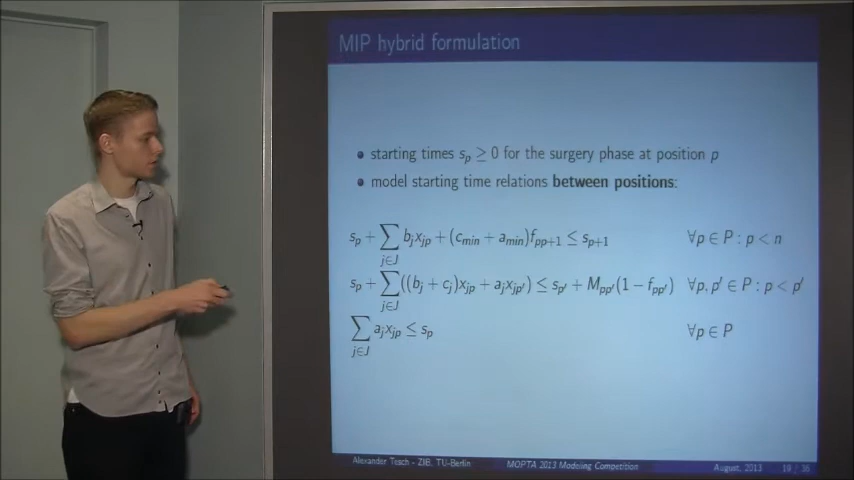 MIP hybrid formulation
starting times s_p ≥ 0 for the surgery phase at position p
model starting time relations between positions:
s_p + ∑_{j∈J} b_j x_{jp} + (c_{min} + a_{min}) f_{pp+1} ≤ s_{p+1} ∀p ∈ P : p < n
s_p + ∑_{j∈J} ((b_j + c_j) x_{jp} + a_j x_{jp'}) ≤ s_{p'} + M_{pp'}(1 − f_{pp'}) ∀p, p' ∈ P : p < p'
∑_{j∈J} a_j x_{jp} ≤ s_p ∀p ∈ P
Alexander Tesch - ZIB, TU-Berlin MOPTA 2013 Modeling Competition August, 2013 19 / 36